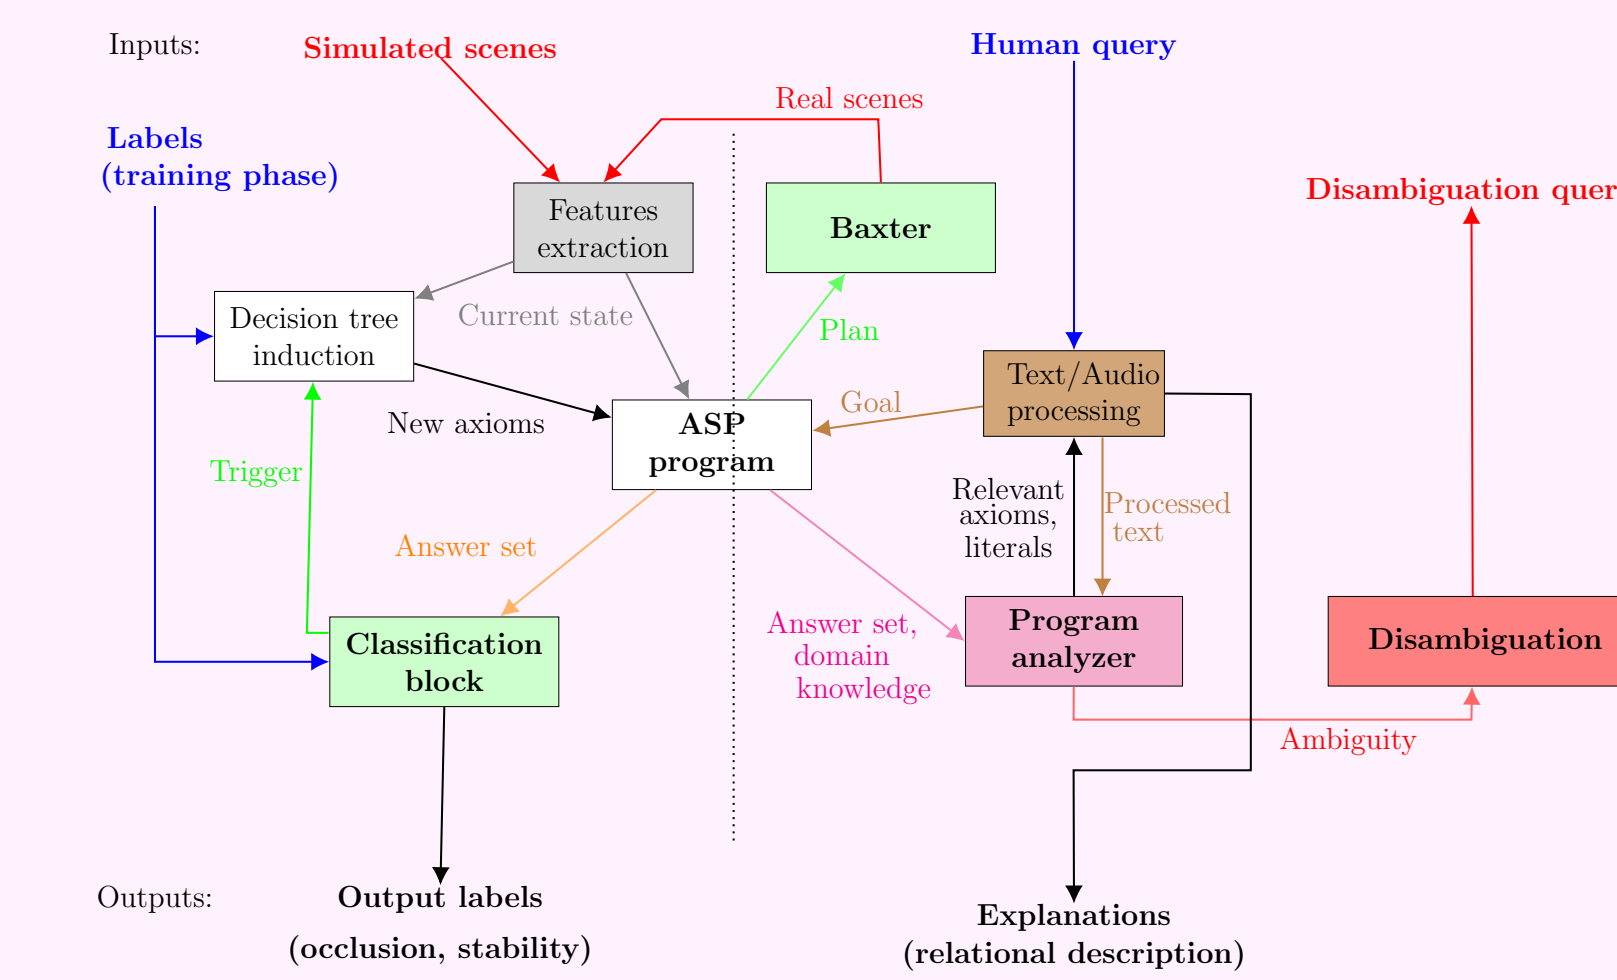 Inputs:
Simulated scenes
Human query
Real scenes
Labels
(training phase)
Features
extraction
Baxter
Disambiguation quer
Decision tree
induction
Current state
Plan
Text/Audio
processing
Goal
New axioms
ASP
program
Trigger
Relevant
axioms,
literals
Processed
text
Answer set
Answer set,
domain
knowledge
Classification
block
Program
analyzer
Disambiguation
Ambiguity
Outputs:
Output labels
(occlusion, stability)
Explanations
(relational description)